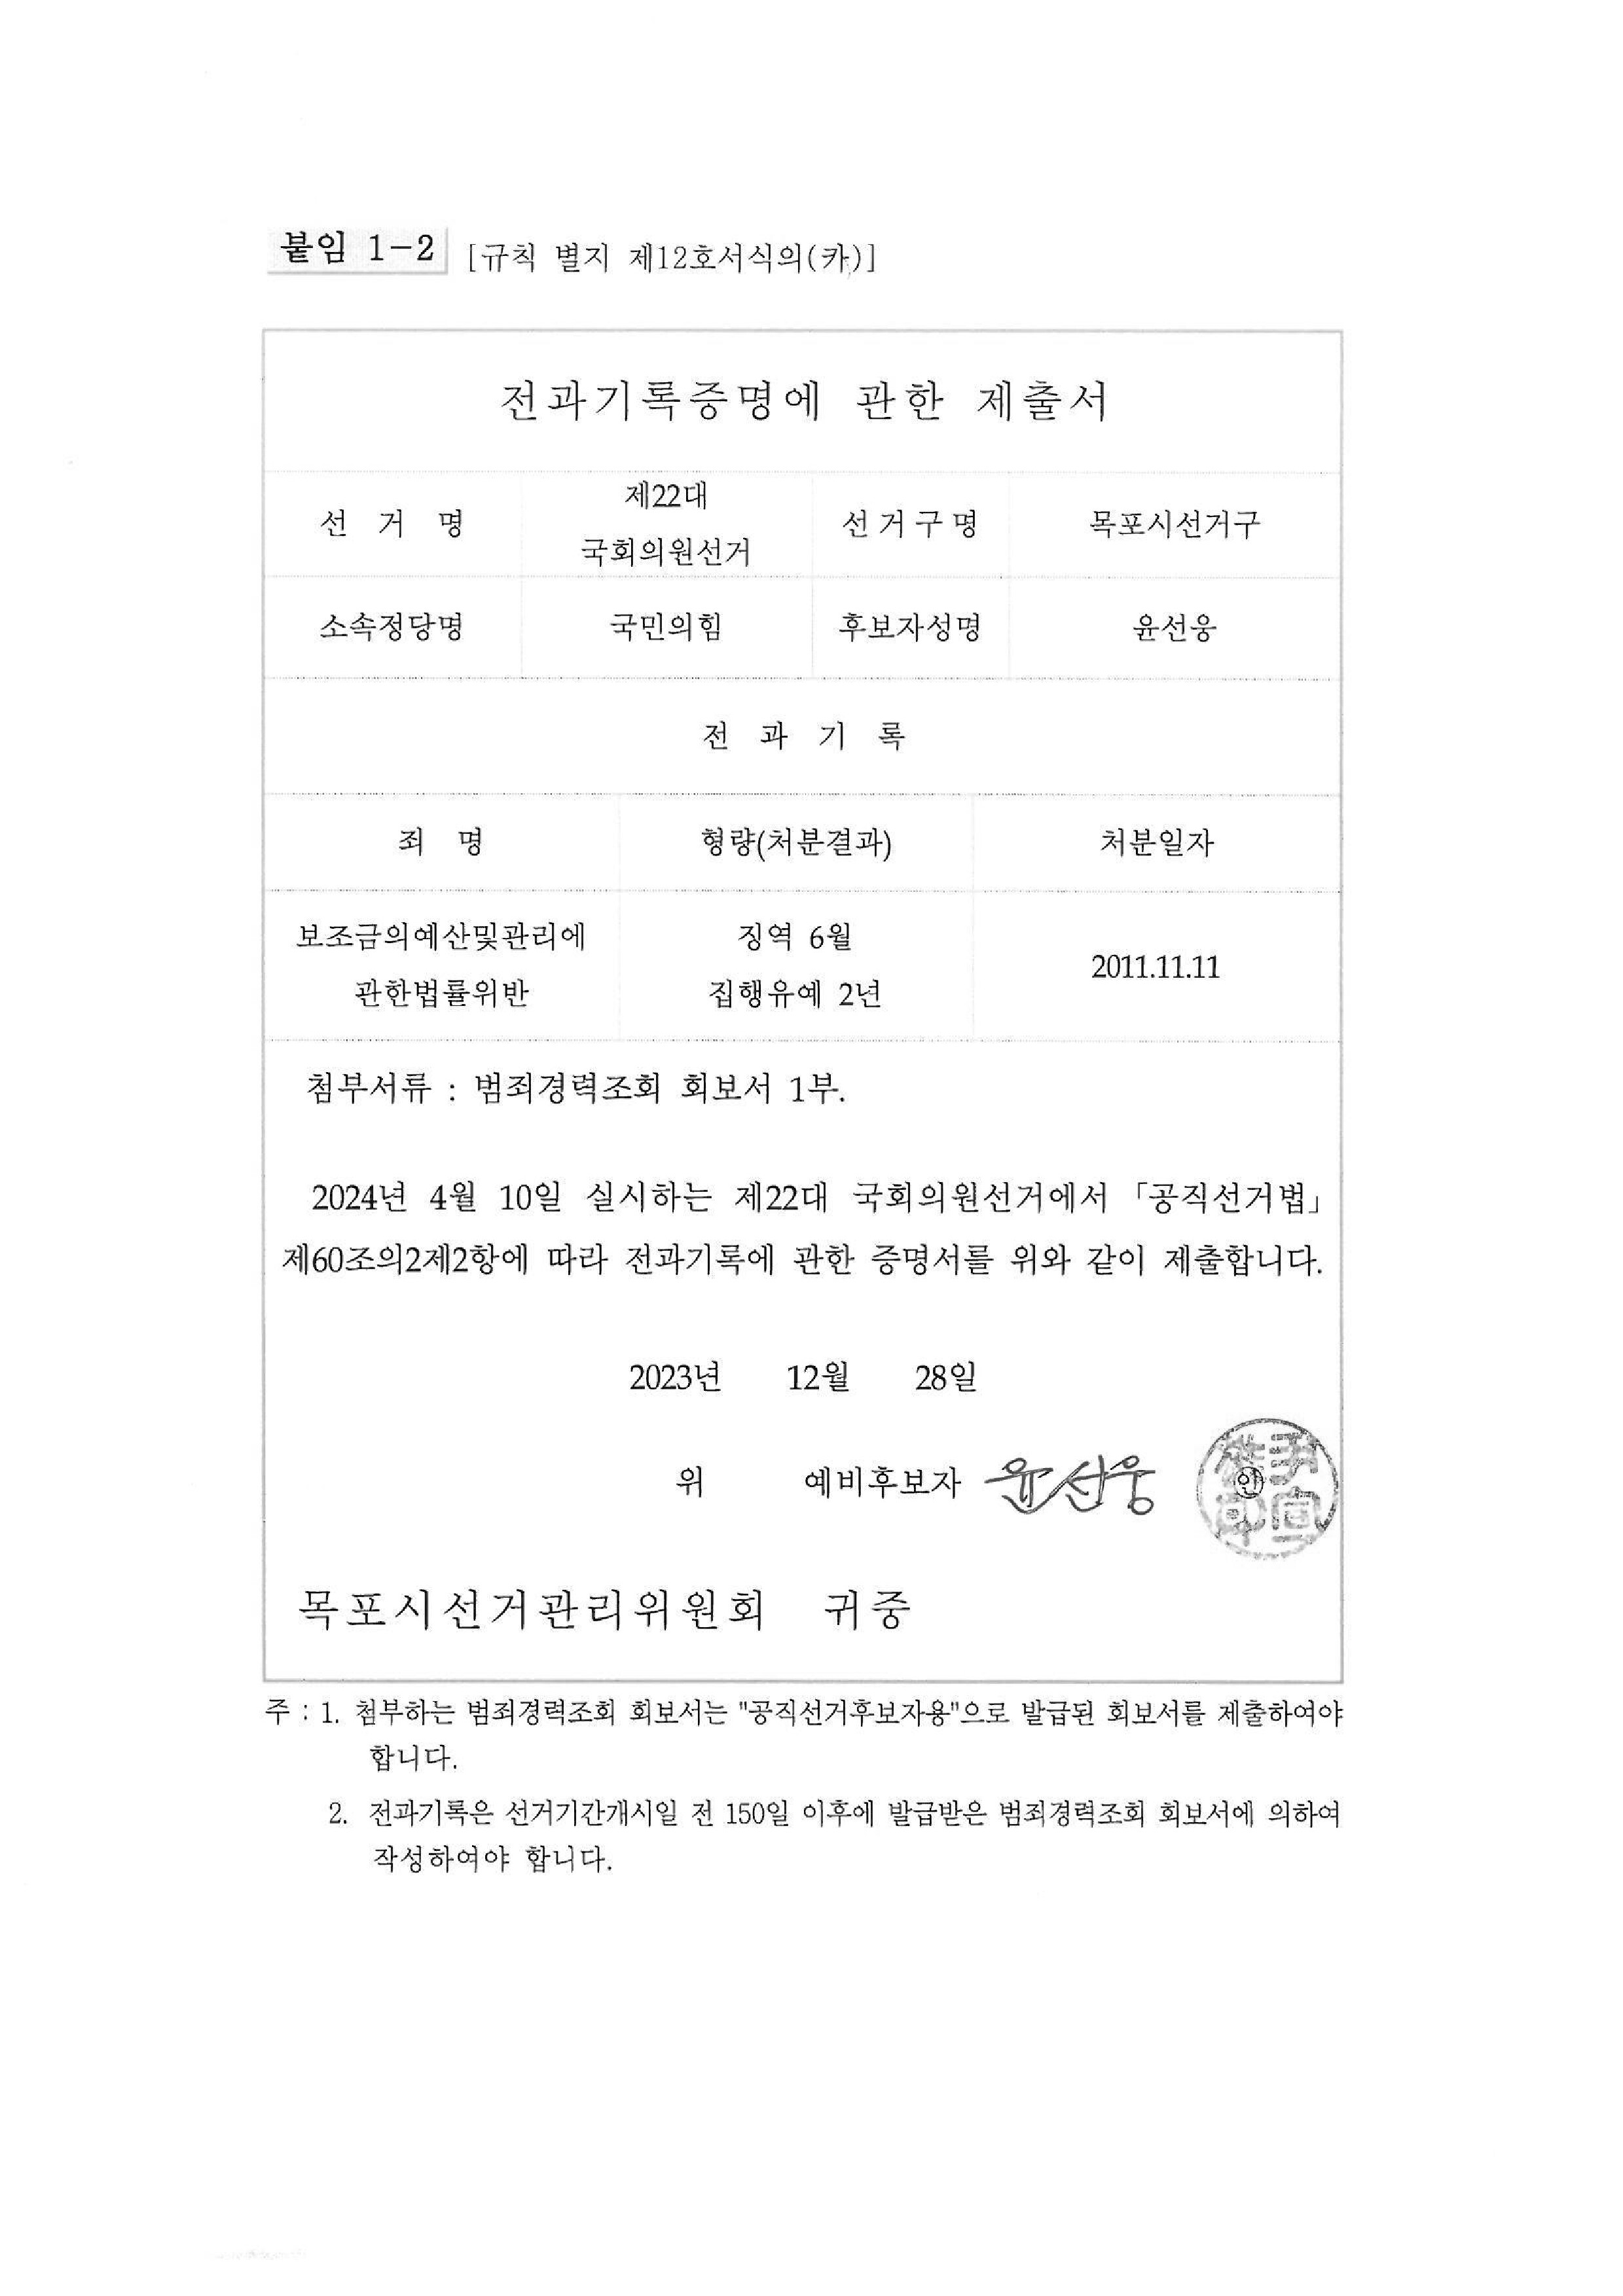 붙임 1-2 [규칙 별지 제12호서식의(카)]
전과기록증명에 관한 제출서
선 거 명
제22대
국회의원선거
선거구명
목포시선거구
소속정당명
국민의힘
후보자성명
윤선웅
전 과 기 록
죄 명
형량(처분결과)
처분일자
보조금의예산및관리에
관한법률위반
징역 6월
집행유예 2년
2011.11.11
첨부서류 : 범죄경력조회 회보서 1부.
2024년 4월 10일 실시하는 제22대 국회의원선거에서 「공직선거법」
제60조의2제2항에 따라 전과기록에 관한 증명서를 위와 같이 제출합니다.
2023년 12월 28일
위 예비후보자 윤선웅 ㊞
목포시선거관리위원회 귀중
주 : 1. 첨부하는 범죄경력조회 회보서는 "공직선거후보자용"으로 발급된 회보서를 제출하여야
합니다.
2. 전과기록은 선거기간개시일 전 150일 이후에 발급받은 범죄경력조회 회보서에 의하여
작성하여야 합니다.